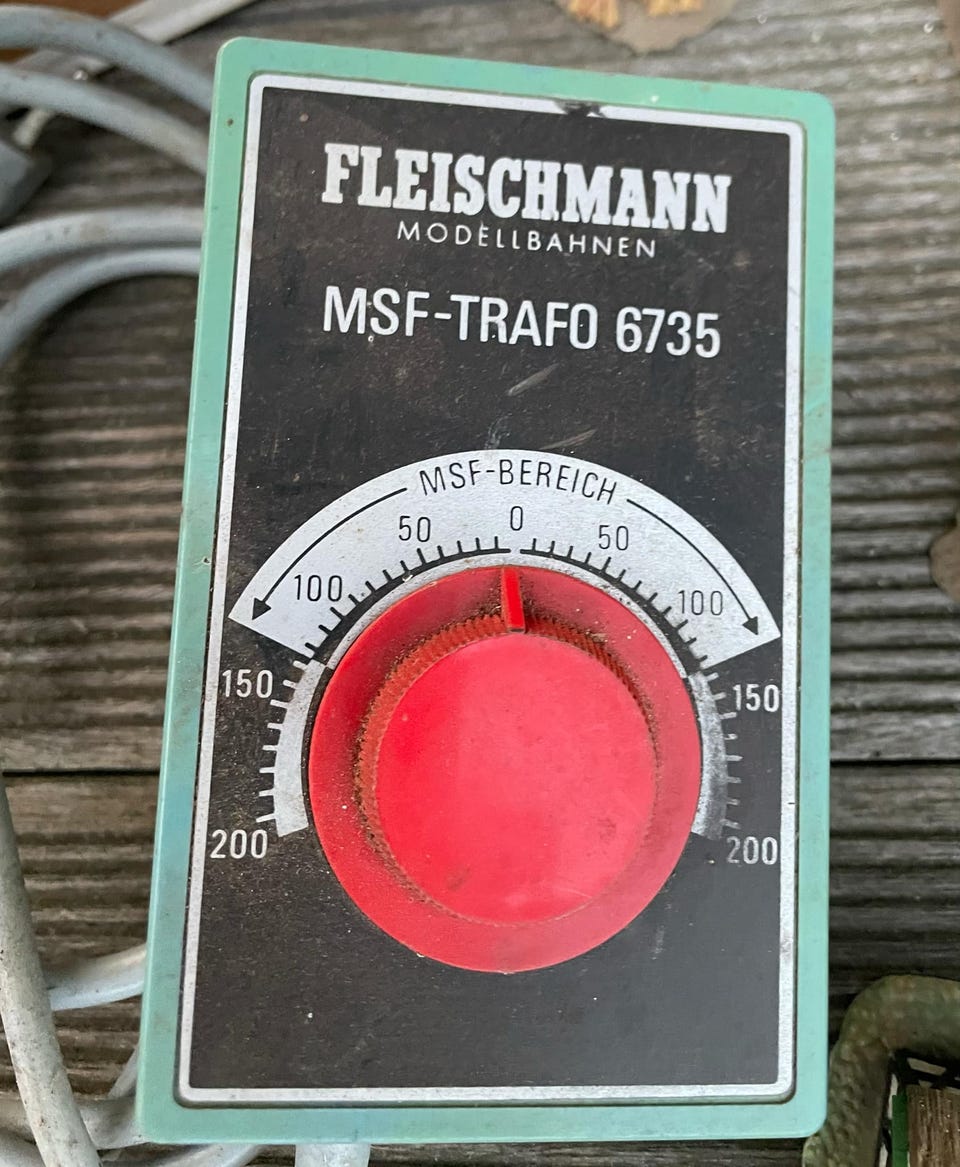 FLEISCHMANN
MODELLBAHNEN
MSF-TRAFO 6735
MSF-BEREICH
50 0 50
100 100
150 150
200 200